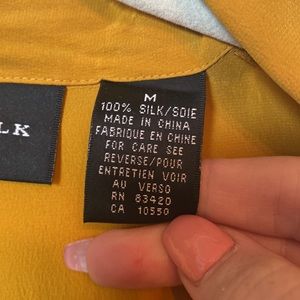 LK
M
100% SILK/SOIE
MADE IN CHINA
FABRIQUE EN CHINE
FOR CARE SEE
REVERSE/POUR
ENTRETIEN VOIR
AU VERSO
RN 83420
CA 10550